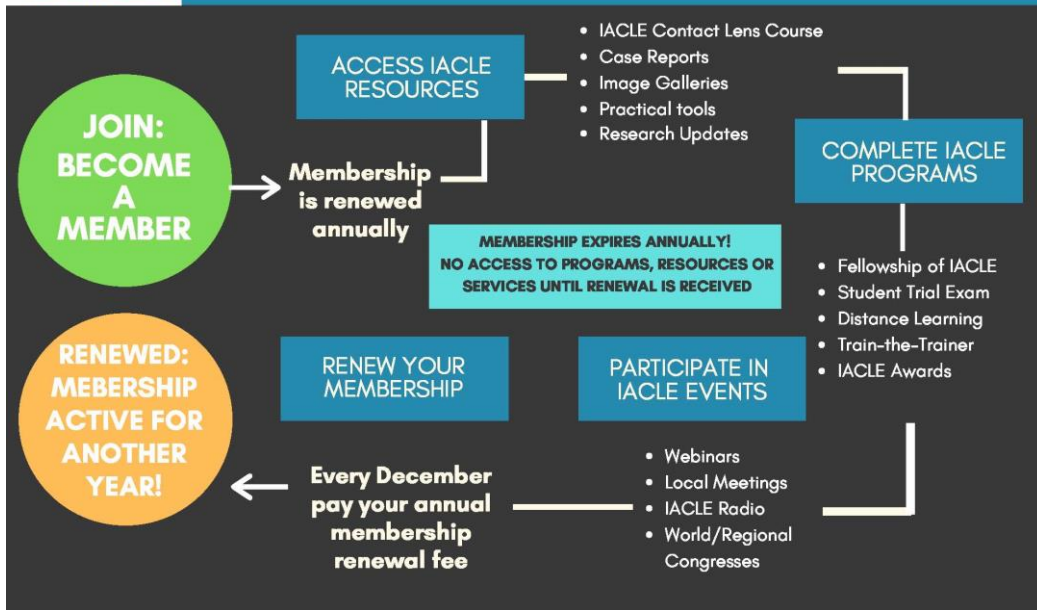 JOIN:
BECOME
A
MEMBER
Membership
is renewed
annually
ACCESS IACLE
RESOURCES
• IACLE Contact Lens Course
• Case Reports
• Image Galleries
• Practical tools
• Research Updates
COMPLETE IACLE
PROGRAMS
• Fellowship of IACLE
• Student Trial Exam
• Distance Learning
• Train-the-Trainer
• IACLE Awards
MEMBERSHIP EXPIRES ANNUALLY!
NO ACCESS TO PROGRAMS, RESOURCES OR
SERVICES UNTIL RENEWAL IS RECEIVED
PARTICIPATE IN
IACLE EVENTS
• Webinars
• Local Meetings
• IACLE Radio
• World/Regional
Congresses
RENEW YOUR
MEMBERSHIP
Every December
pay your annual
membership
renewal fee
RENEWED:
MEBERSHIP
ACTIVE FOR
ANOTHER
YEAR!